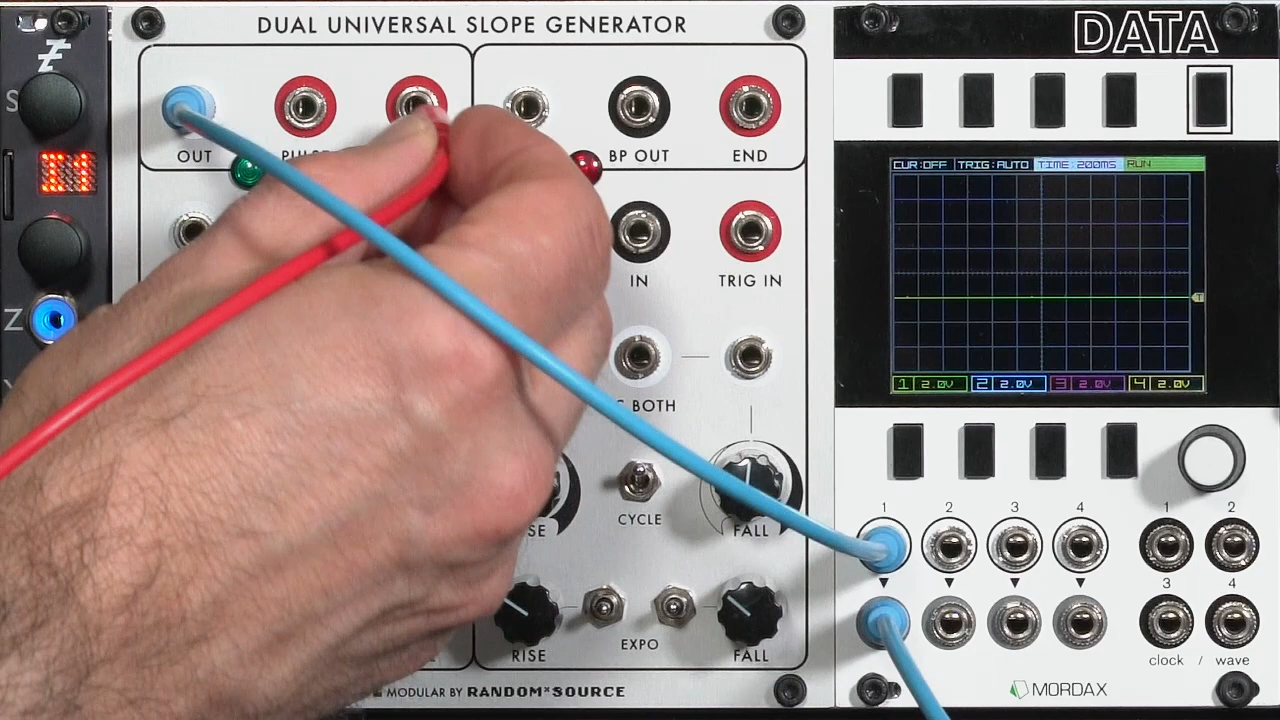 DUAL UNIVERSAL SLOPE GENERATOR
DATA
S
OUT
BP OUT
END
CUR:OFF TRIG:AUTO TIME:200MS RUN
T
IN
TRIG IN
Z
BOTH
1 2.0V 2 2.0V 3 2.0V 4 2.0V
CYCLE
FALL
1 2 3 4 1 2
3 4
RISE
EXPO
FALL
clock / wave
MODULAR BY RANDOM*SOURCE
MORDAX